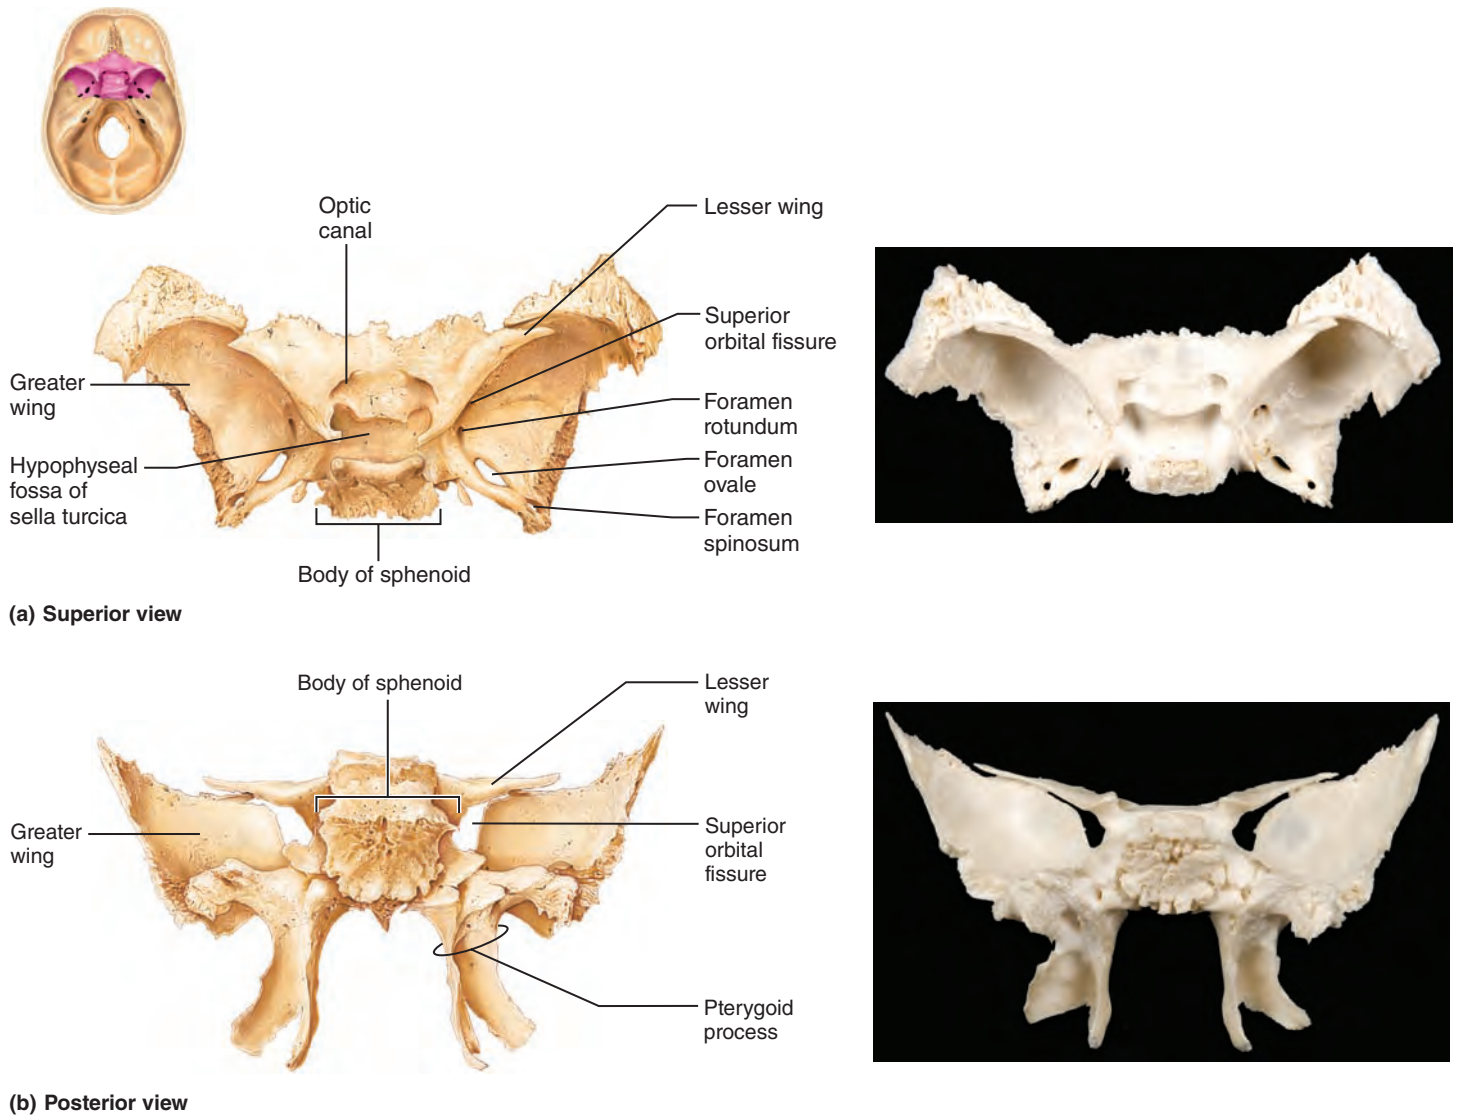 Optic
canal
Lesser wing
Superior
orbital fissure
Greater
wing
Foramen
rotundum
Hypophyseal
fossa of
sella turcica
Foramen
ovale
Foramen
spinosum
Body of sphenoid
(a) Superior view
Body of sphenoid
Lesser
wing
Greater
wing
Superior
orbital
fissure
Pterygoid
process
(b) Posterior view